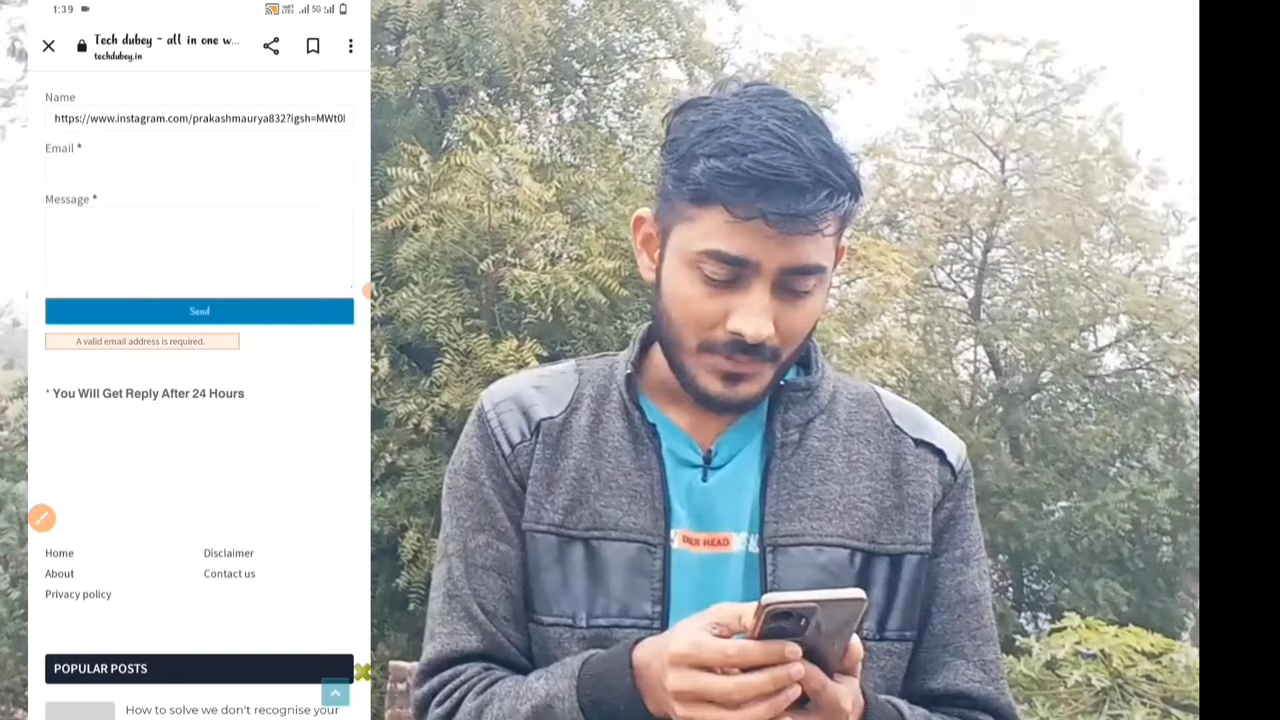 1:39
5G
Tech dubey - all in one w...
techdubey.in
Name
https://www.instagram.com/prakashmaurya832?igsh=MWt0l
Email *
Message *
Send
A valid email address is required.
* You Will Get Reply After 24 Hours
Home
Disclaimer
About
Contact us
Privacy policy
POPULAR POSTS
How to solve we don't recognise your
HEAD